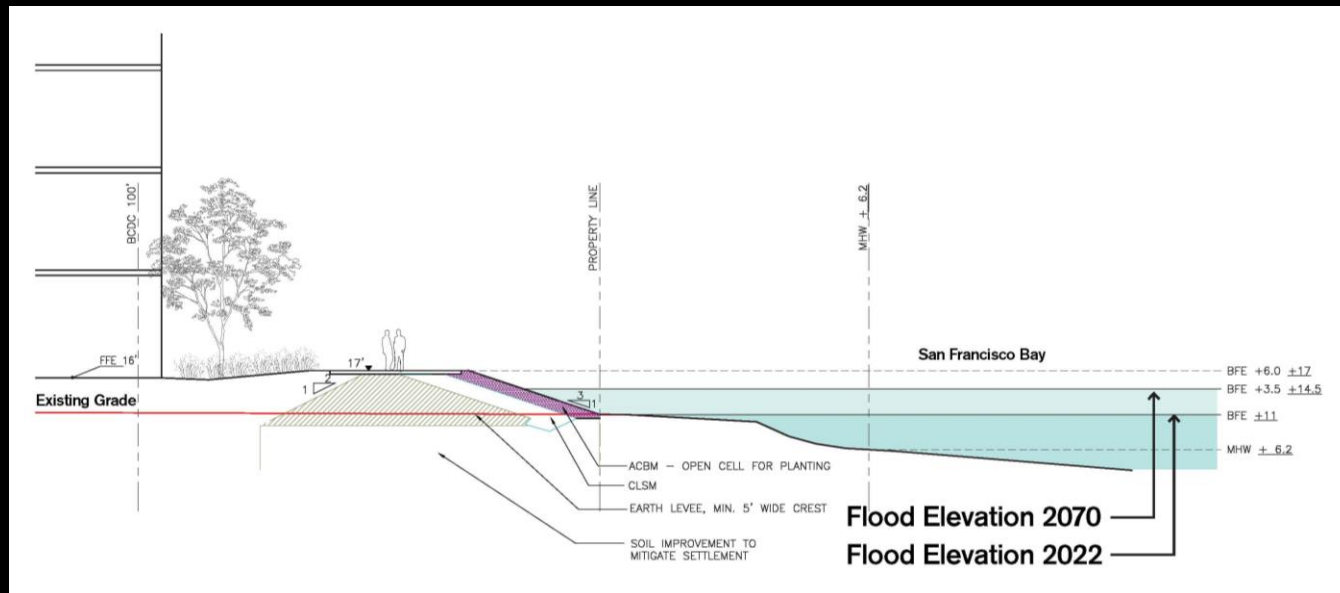 BCDC 100'
PROPERTY LINE
MHW + 6.2
San Francisco Bay
FFE 16'
2
1
17'
3
1
BFE +6.0 +17
BFE +3.5 +14.5
Existing Grade
BFE +11
MHW + 6.2
ACBM – OPEN CELL FOR PLANTING
CLSM
EARTH LEVEE, MIN. 5' WIDE CREST
SOIL IMPROVEMENT TO
MITIGATE SETTLEMENT
Flood Elevation 2070
Flood Elevation 2022